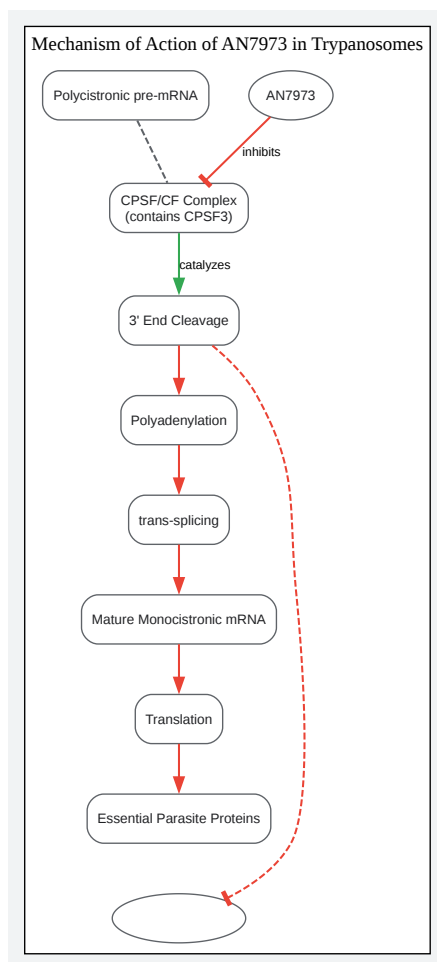 Mechanism of Action of AN7973 in Trypanosomes
Polycistronic pre-mRNA
AN7973
inhibits
CPSF/CF Complex
(contains CPSF3)
catalyzes
3' End Cleavage
Polyadenylation
trans-splicing
Mature Monocistronic mRNA
Translation
Essential Parasite Proteins